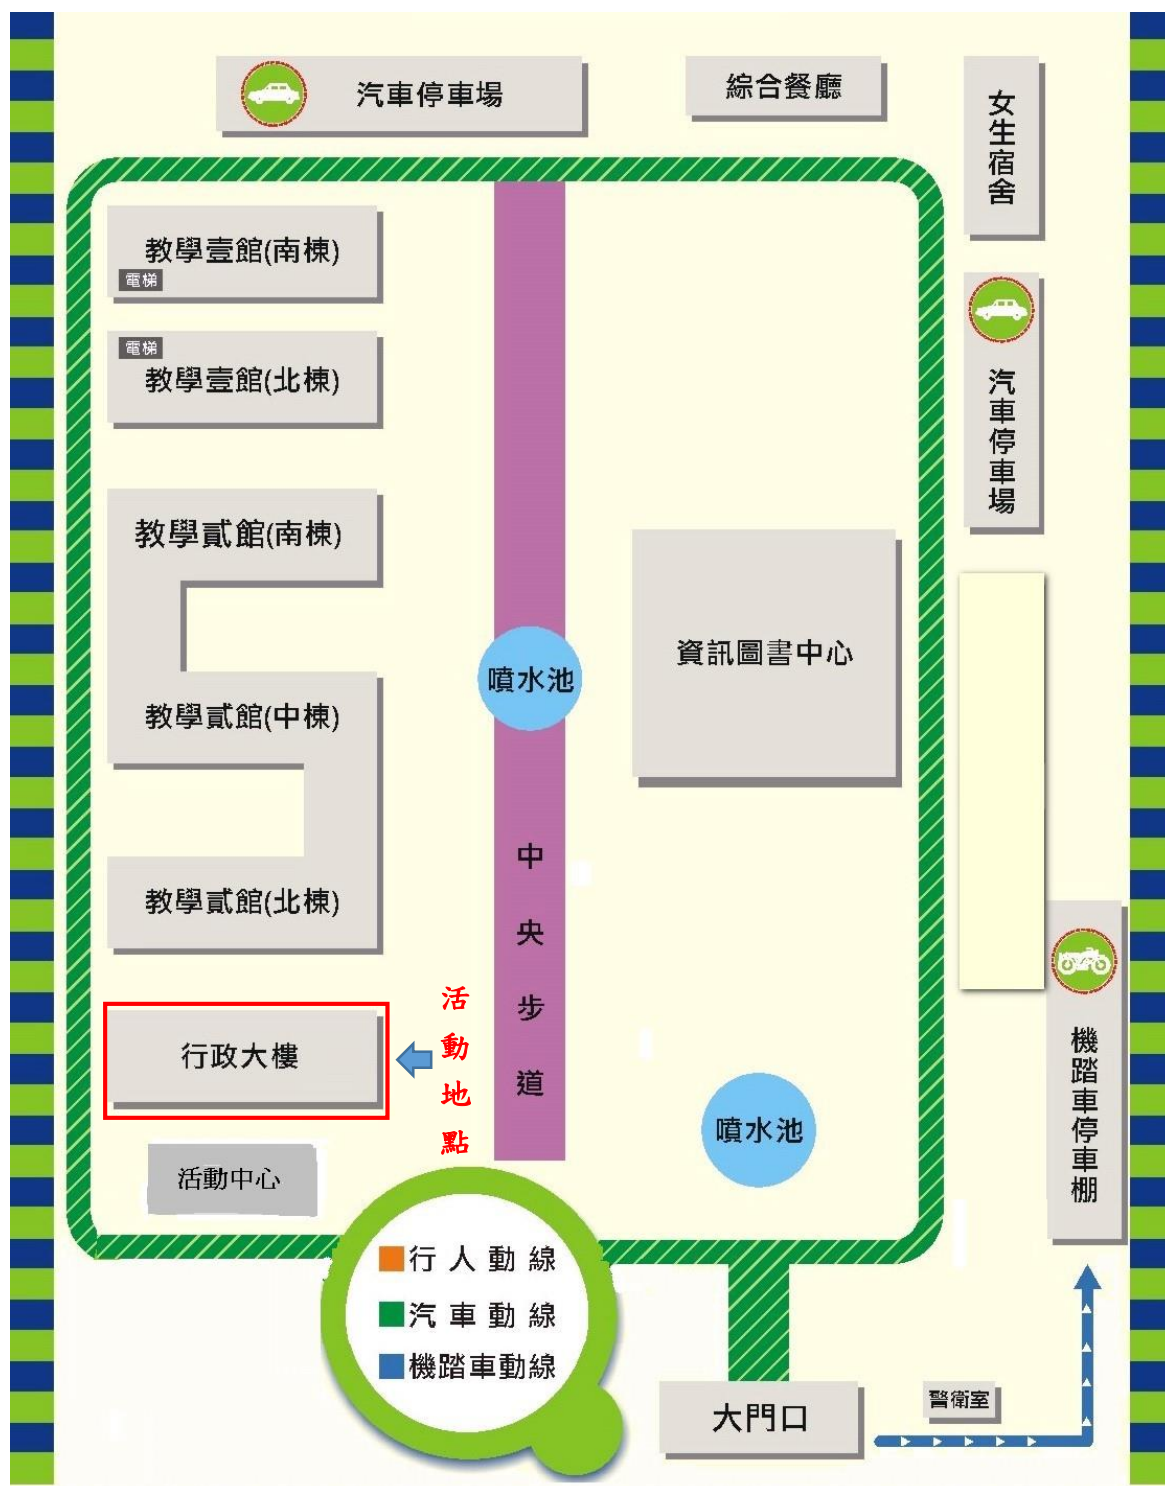 汽車停車場
綜合餐廳
女生宿舍
教學壹館(南棟)
電梯
電梯
教學壹館(北棟)
汽車停車場
教學貳館(南棟)
資訊圖書中心
噴水池
教學貳館(中棟)
中央步道
教學貳館(北棟)
活動地點
行政大樓
機踏車停車棚
噴水池
活動中心
行人動線
汽車動線
機踏車動線
大門口
警衛室